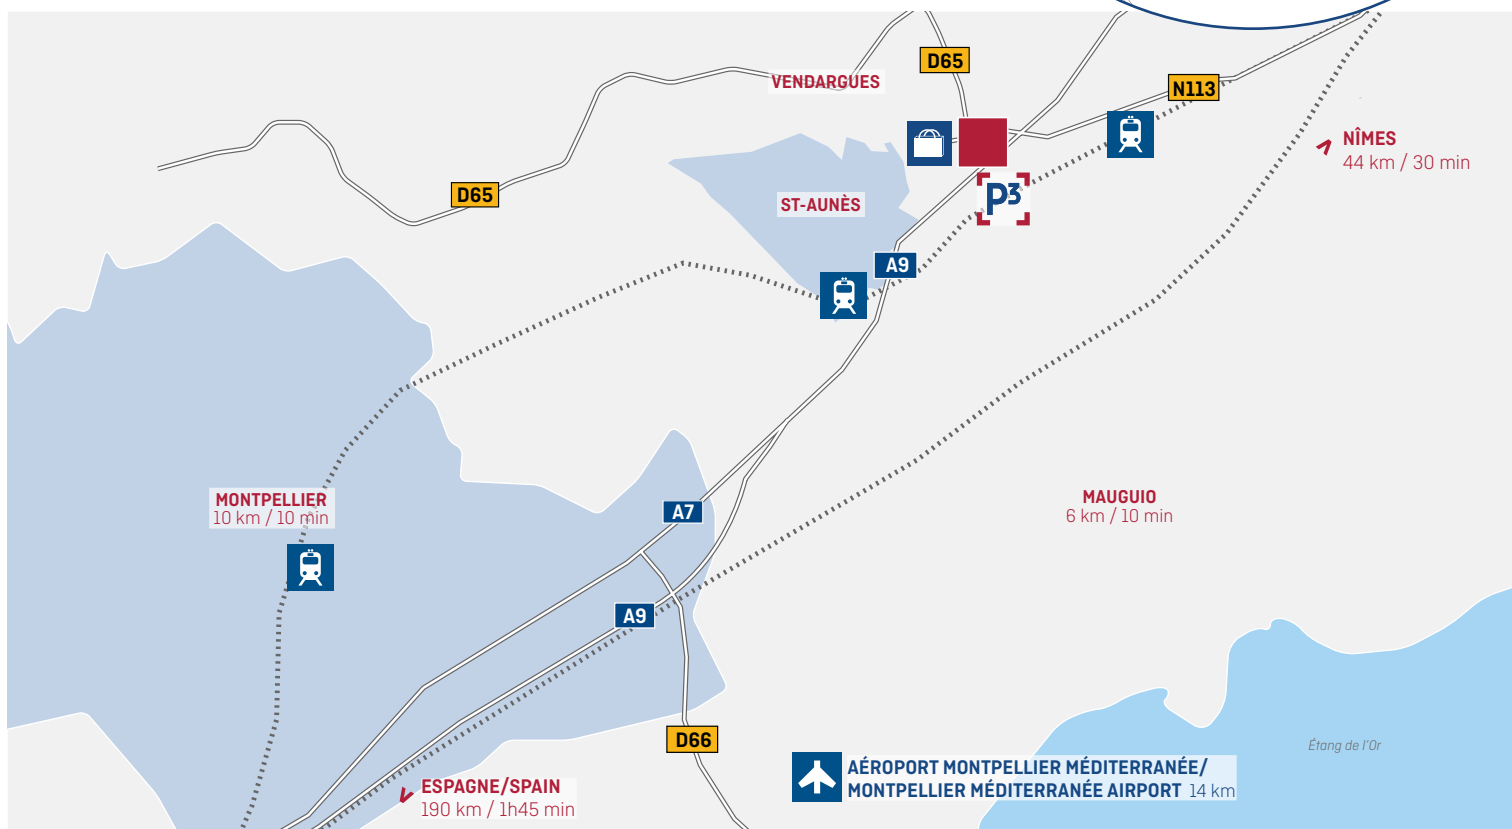 D65
VENDARGUES
N113
NÎMES
44 km / 30 min
D65
P3
ST-AUNÈS
A9
MONTPELLIER
10 km / 10 min
A7
MAUGUIO
6 km / 10 min
A9
D66
Étang de l'Or
ESPAGNE/SPAIN
190 km / 1h45 min
AÉROPORT MONTPELLIER MÉDITERRANÉE/
MONTPELLIER MÉDITERRANÉE AIRPORT 14 km